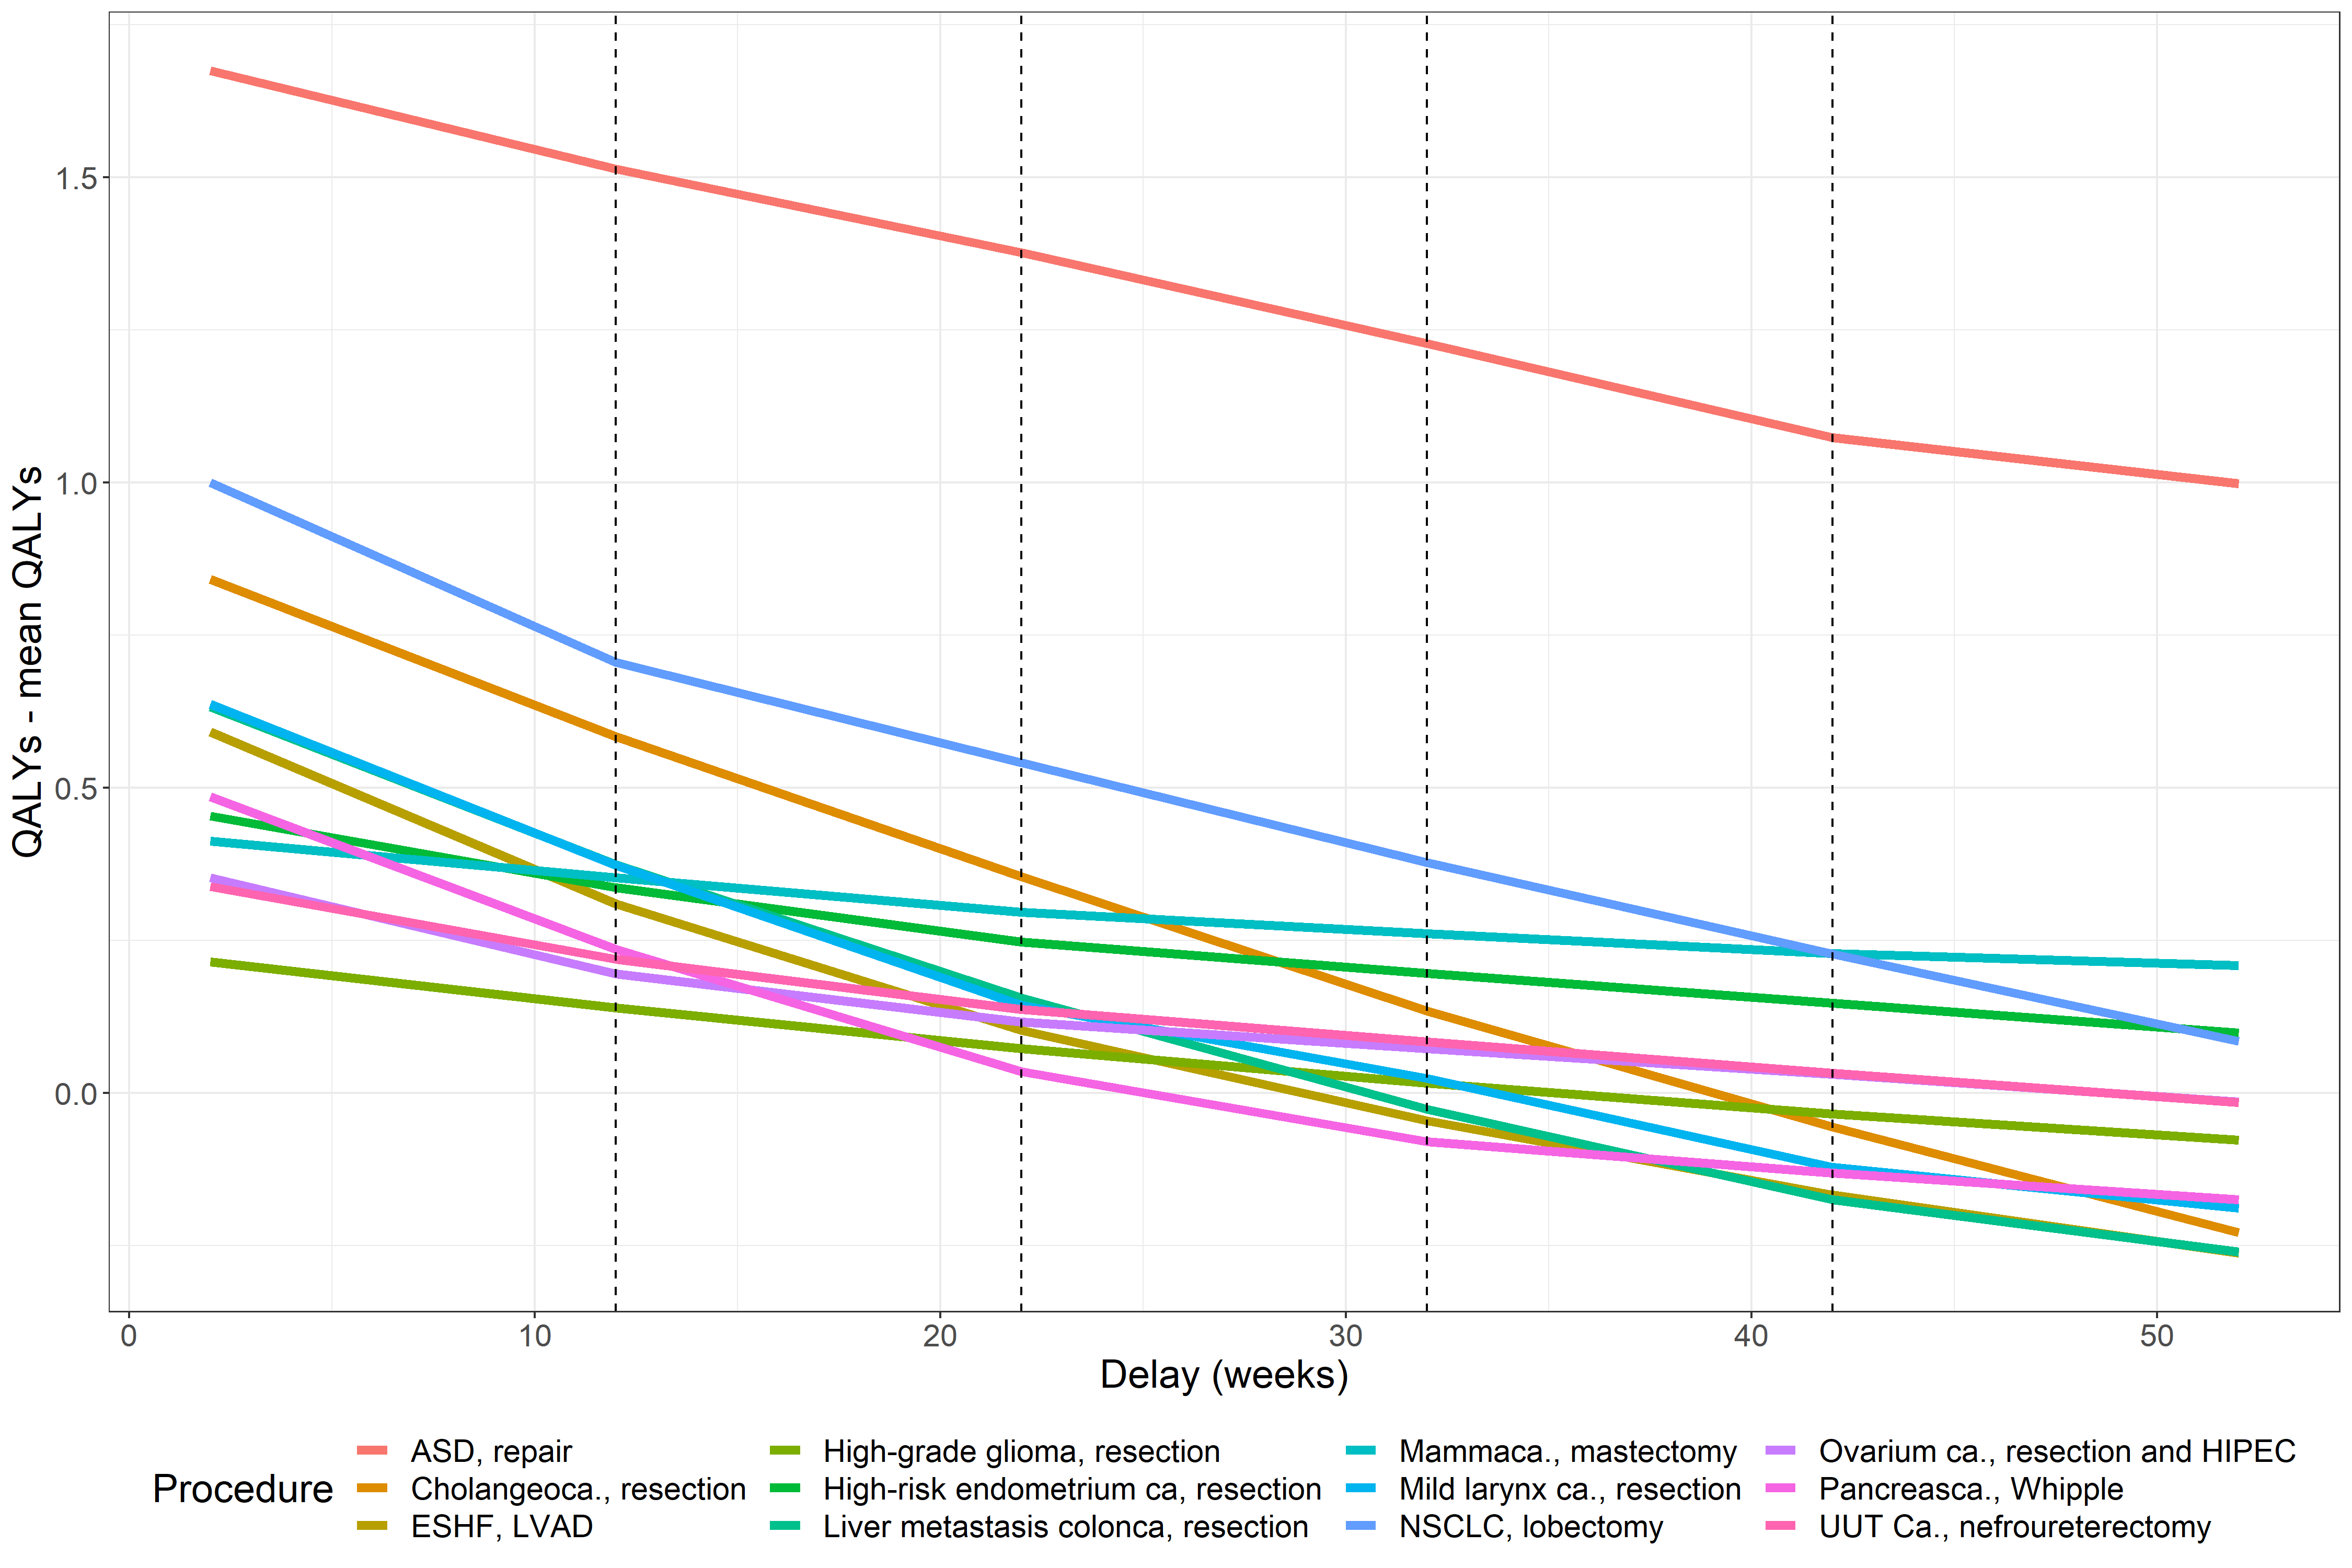 QALYs - mean QALYs
1.5
1.0
0.5
0.0
0 10 20 30 40 50
Delay (weeks)
Procedure
ASD, repair
Cholangeoca., resection
ESHF, LVAD
High-grade glioma, resection
High-risk endometrium ca, resection
Liver metastasis colonca, resection
Mammaca., mastectomy
Mild larynx ca., resection
NSCLC, lobectomy
Ovarium ca., resection and HIPEC
Pancreasca., Whipple
UUT Ca., nefroureterectomy